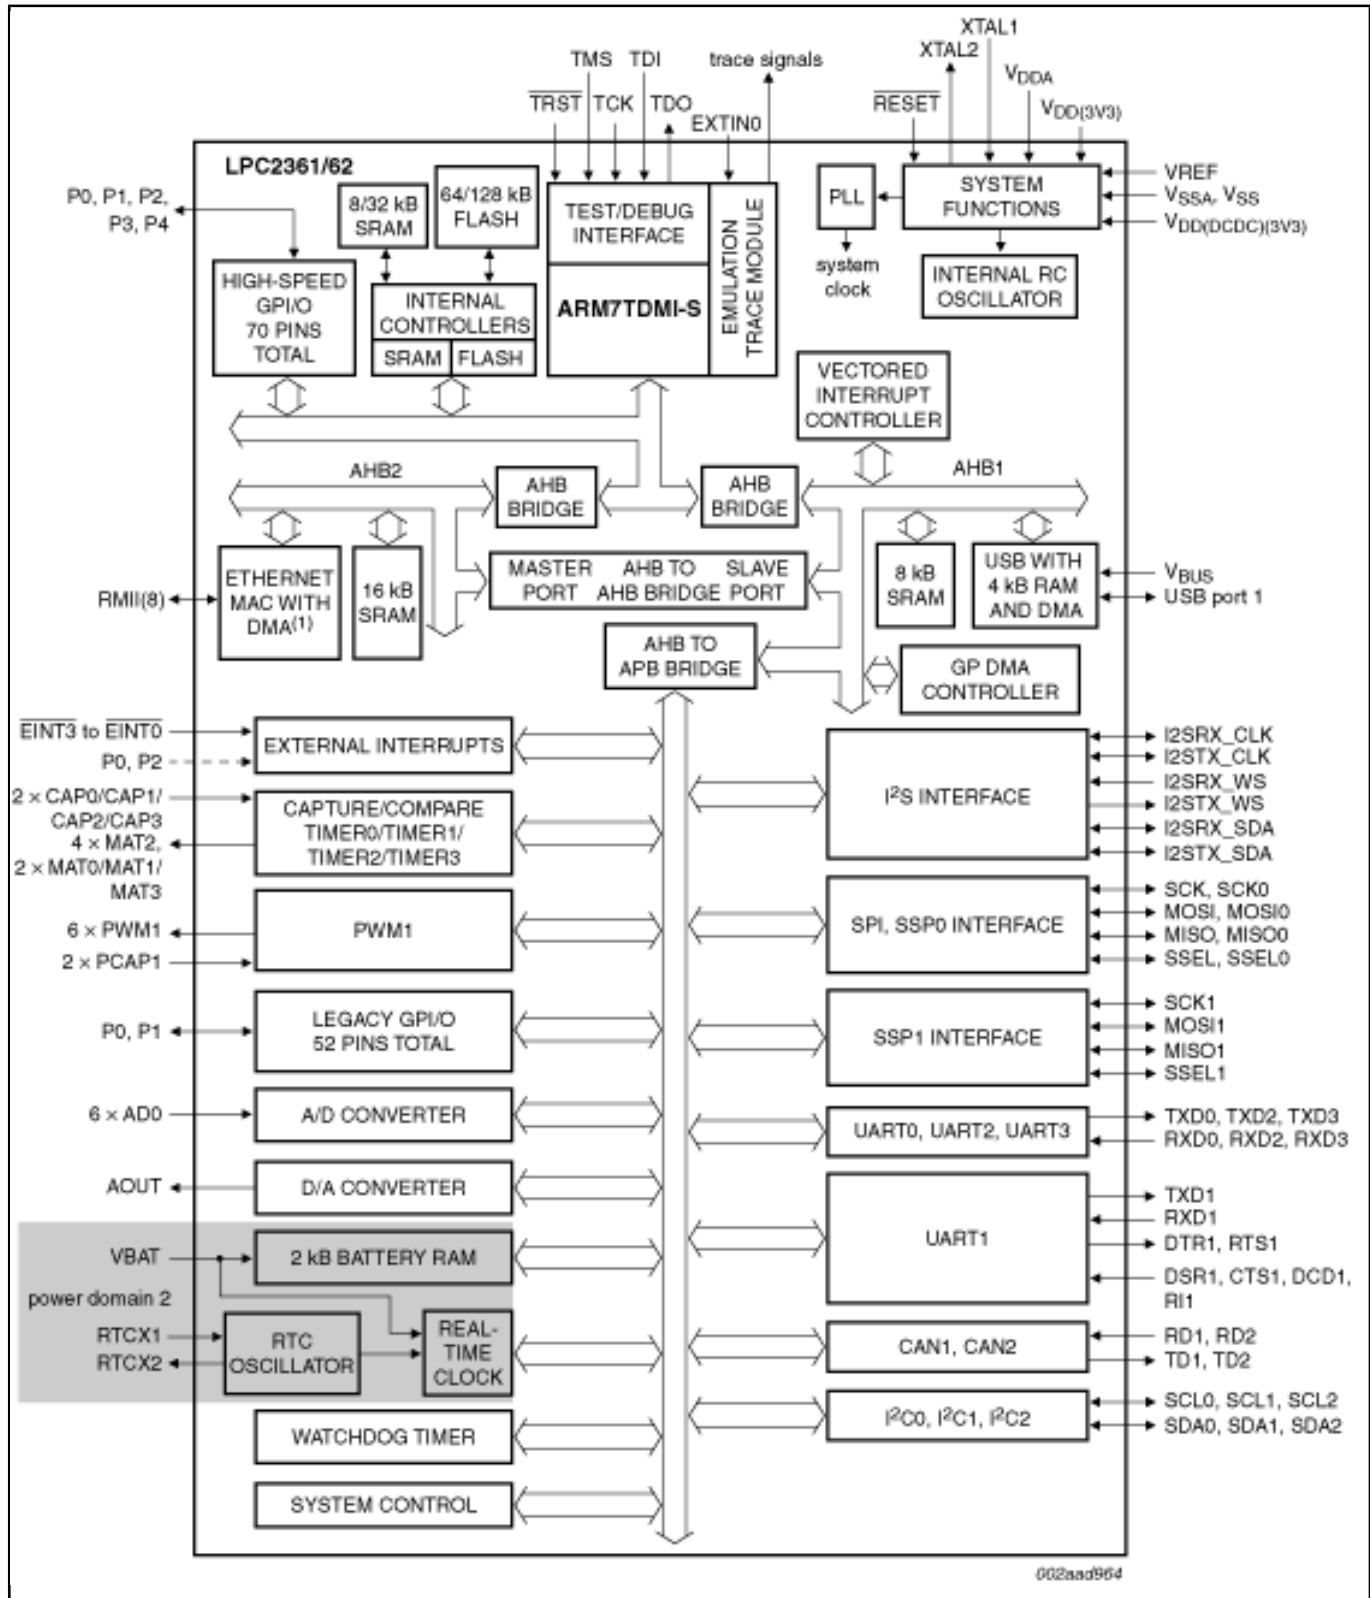 XTAL1
XTAL2
TMS TDI
trace signals
VDDA
TRST TCK TDO
RESET
VDD(3V3)
EXTIN0
LPC2361/62
P0, P1, P2,
P3, P4
8/32 kB
SRAM
64/128 kB
FLASH
TEST/DEBUG
INTERFACE
EMULATION
TRACE MODULE
PLL
SYSTEM
FUNCTIONS
VREF
VSSA, VSS
VDD(DCDC)(3V3)
system
clock
HIGH-SPEED
GPI/O
70 PINS
TOTAL
INTERNAL
CONTROLLERS
SRAM FLASH
ARM7TDMI-S
INTERNAL RC
OSCILLATOR
VECTORED
INTERRUPT
CONTROLLER
AHB2
AHB
BRIDGE
AHB
BRIDGE
AHB1
ETHERNET
MAC WITH
DMA(1)
16 kB
SRAM
MASTER
PORT
AHB TO
AHB BRIDGE
SLAVE
PORT
8 kB
SRAM
USB WITH
4 kB RAM
AND DMA
RMII(8)
VBUS
USB port 1
AHB TO
APB BRIDGE
GP DMA
CONTROLLER
EINT3 to EINT0
P0, P2
EXTERNAL INTERRUPTS
2 × CAP0/CAP1/
CAP2/CAP3
4 × MAT2,
2 × MAT0/MAT1/
MAT3
CAPTURE/COMPARE
TIMER0/TIMER1/
TIMER2/TIMER3
6 × PWM1
2 × PCAP1
PWM1
P0, P1
LEGACY GPI/O
52 PINS TOTAL
6 × AD0
A/D CONVERTER
AOUT
D/A CONVERTER
VBAT
2 kB BATTERY RAM
power domain 2
RTCX1
RTCX2
RTC
OSCILLATOR
REAL-
TIME
CLOCK
WATCHDOG TIMER
SYSTEM CONTROL
I²S INTERFACE
I2SRX_CLK
I2STX_CLK
I2SRX_WS
I2STX_WS
I2SRX_SDA
I2STX_SDA
SPI, SSP0 INTERFACE
SCK, SCK0
MOSI, MOSI0
MISO, MISO0
SSEL, SSEL0
SSP1 INTERFACE
SCK1
MOSI1
MISO1
SSEL1
UART0, UART2, UART3
TXD0, TXD2, TXD3
RXD0, RXD2, RXD3
UART1
TXD1
RXD1
DTR1, RTS1
DSR1, CTS1, DCD1,
RI1
CAN1, CAN2
RD1, RD2
TD1, TD2
I²C0, I²C1, I²C2
SCL0, SCL1, SCL2
SDA0, SDA1, SDA2
002aad964